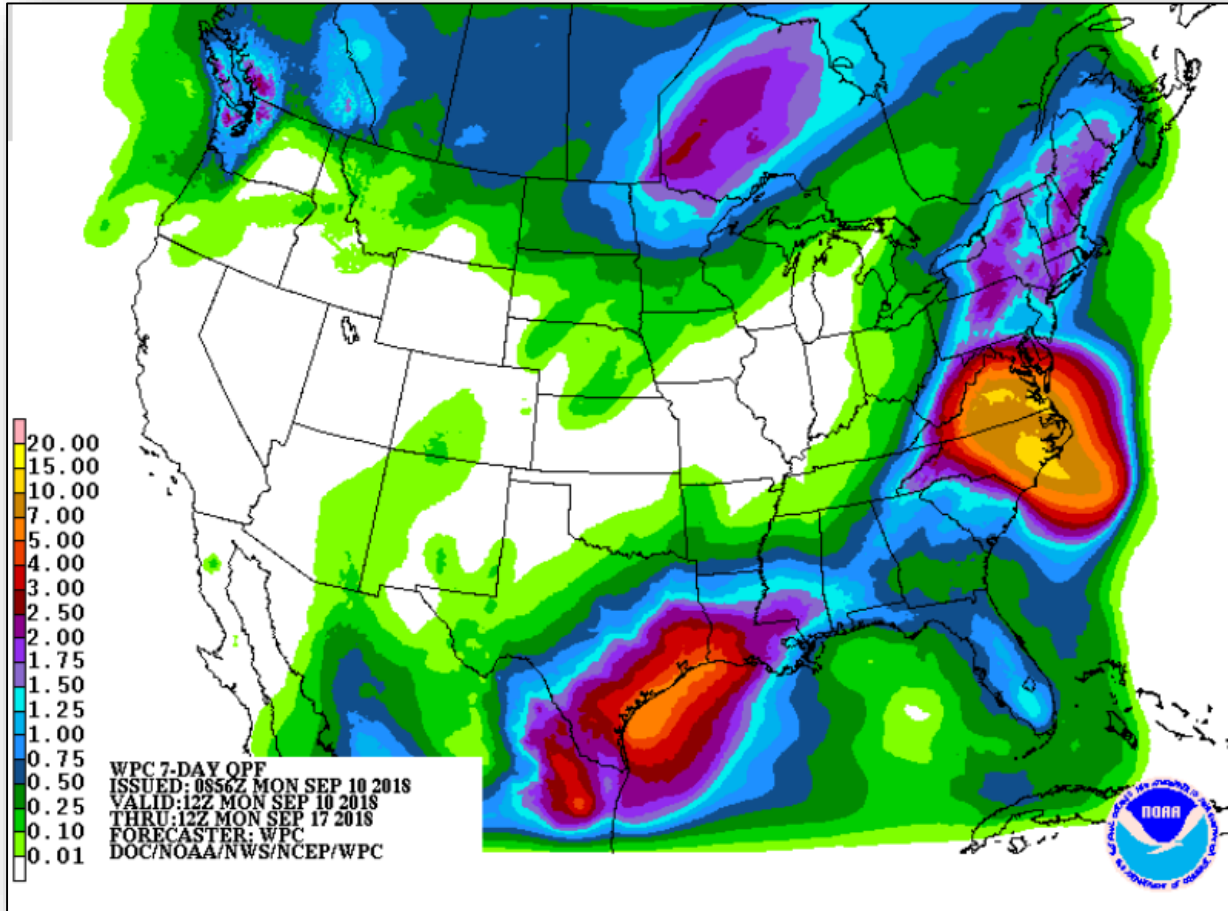 20.00
15.00
10.00
7.00
5.00
4.00
3.00
2.50
2.00
1.75
1.50
1.25
1.00
0.75
0.50
0.25
0.10
0.01
WPC 7-DAY QPF
ISSUED: 0856Z MON SEP 10 2018
VALID:12Z MON SEP 10 2018
THRU:12Z MON SEP 17 2018
FORECASTER: WPC
DOC/NOAA/NWS/NCEP/WPC
NOAA